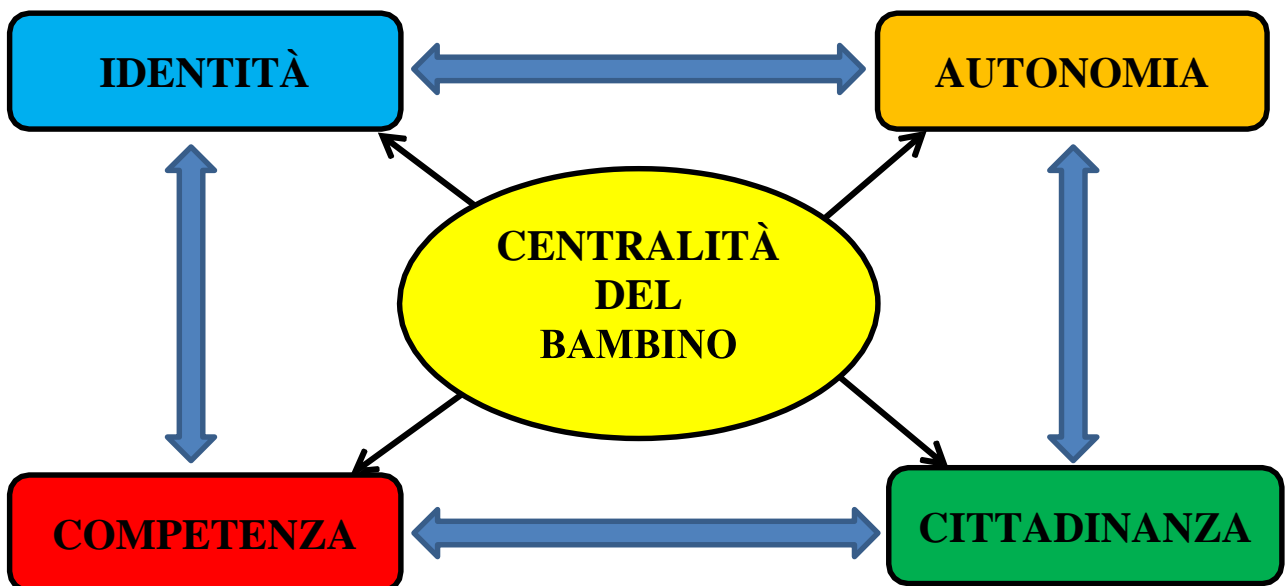 IDENTITÀ
AUTONOMIA
CENTRALITÀ
DEL
BAMBINO
COMPETENZA
CITTADINANZA